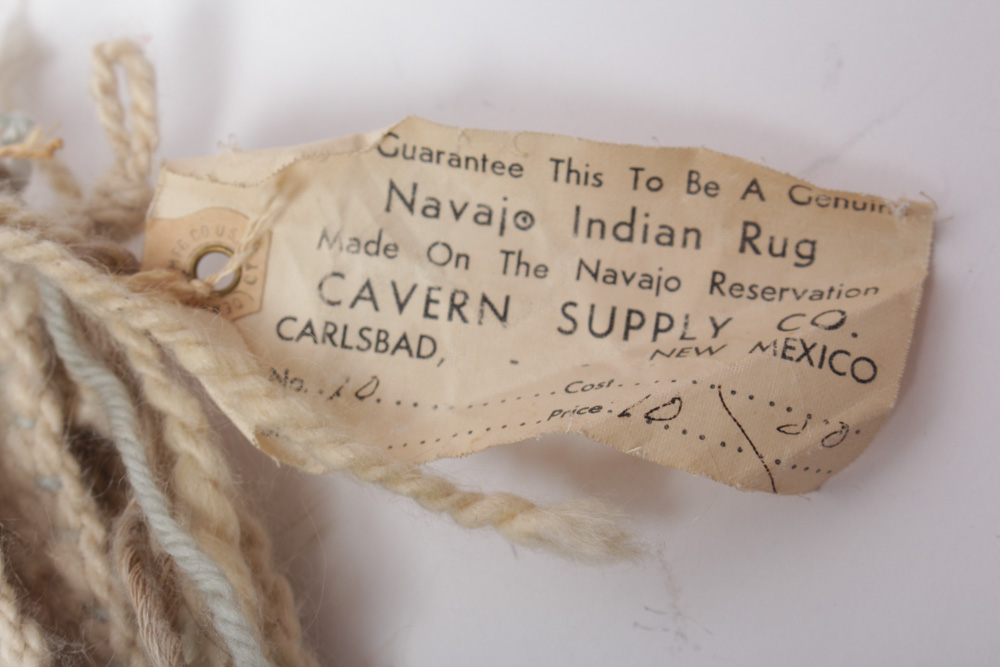 Guarantee This To Be A Genuin
Navajo Indian Rug
Made On The Navajo Reservation
CAVERN SUPPLY CO.
CARLSBAD, - NEW MEXICO
No. 10 Cost
Price 10